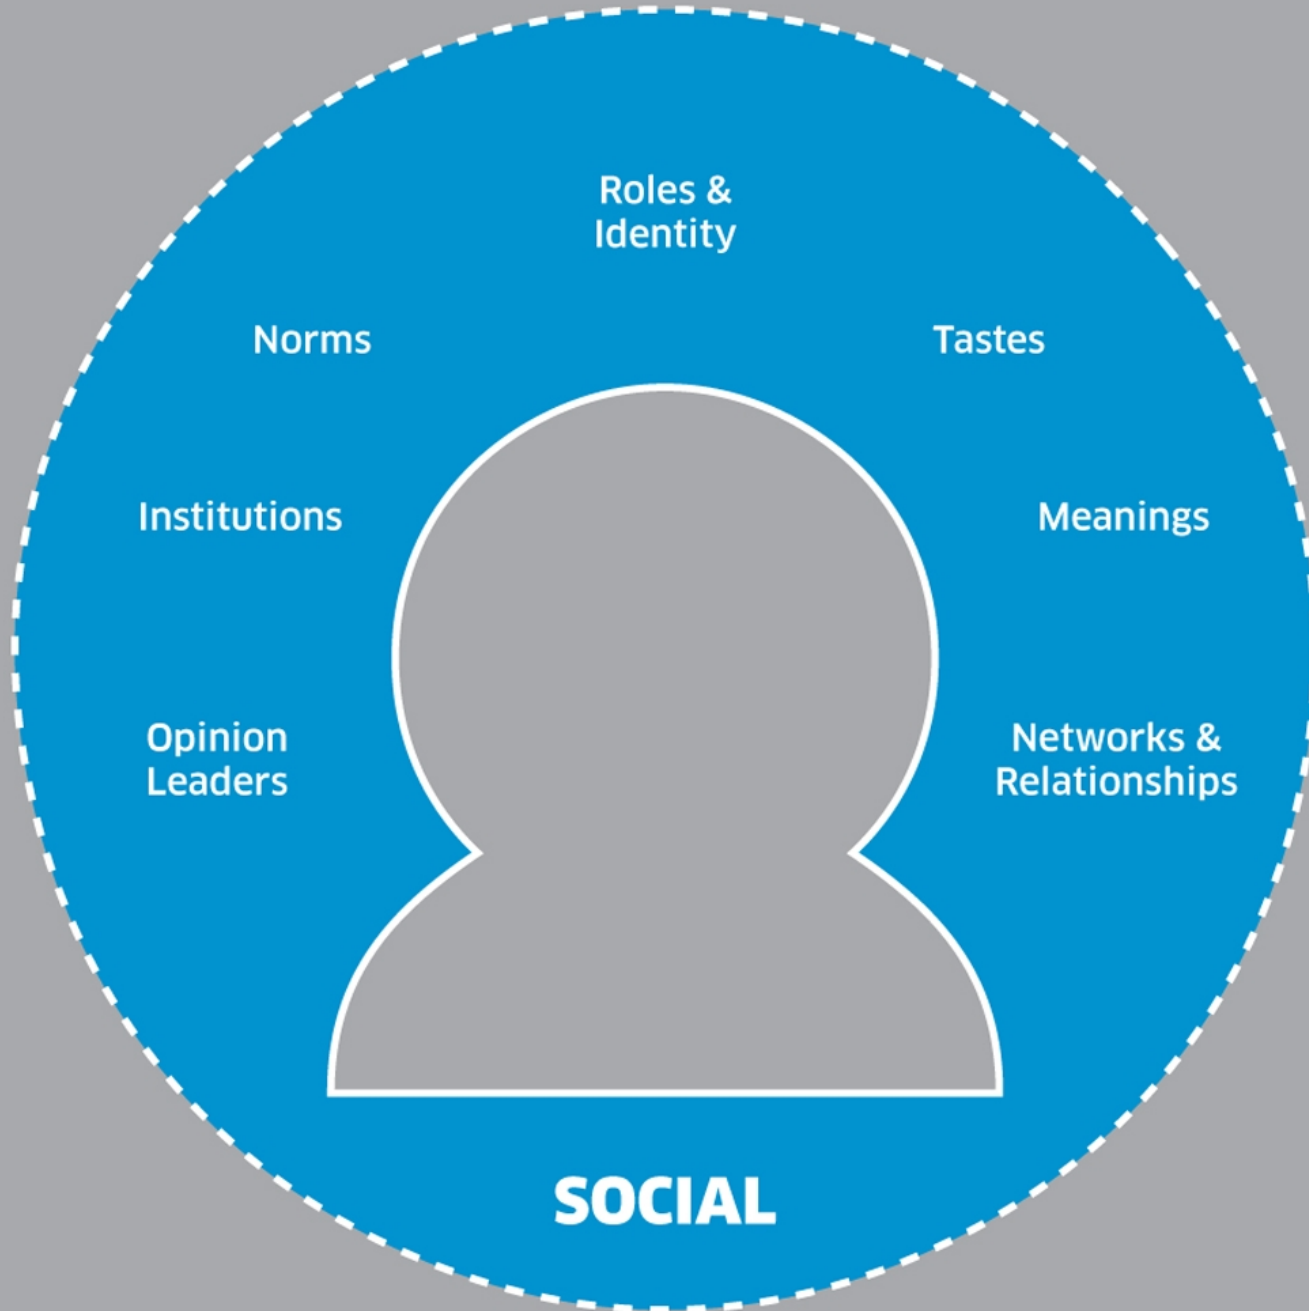 Roles &
Identity
Norms
Tastes
Institutions
Meanings
Opinion
Leaders
Networks &
Relationships
SOCIAL